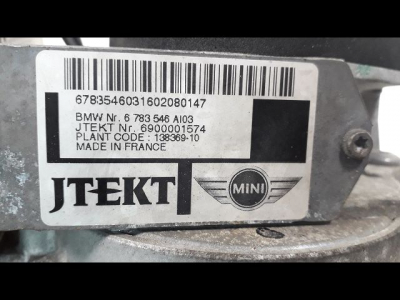 6783546031602080147
BMW Nr. 6 783 546 AI03
JTEKT Nr. 6900001574
PLANT CODE : 138369-10
MADE IN FRANCE
JTEKT
MINI